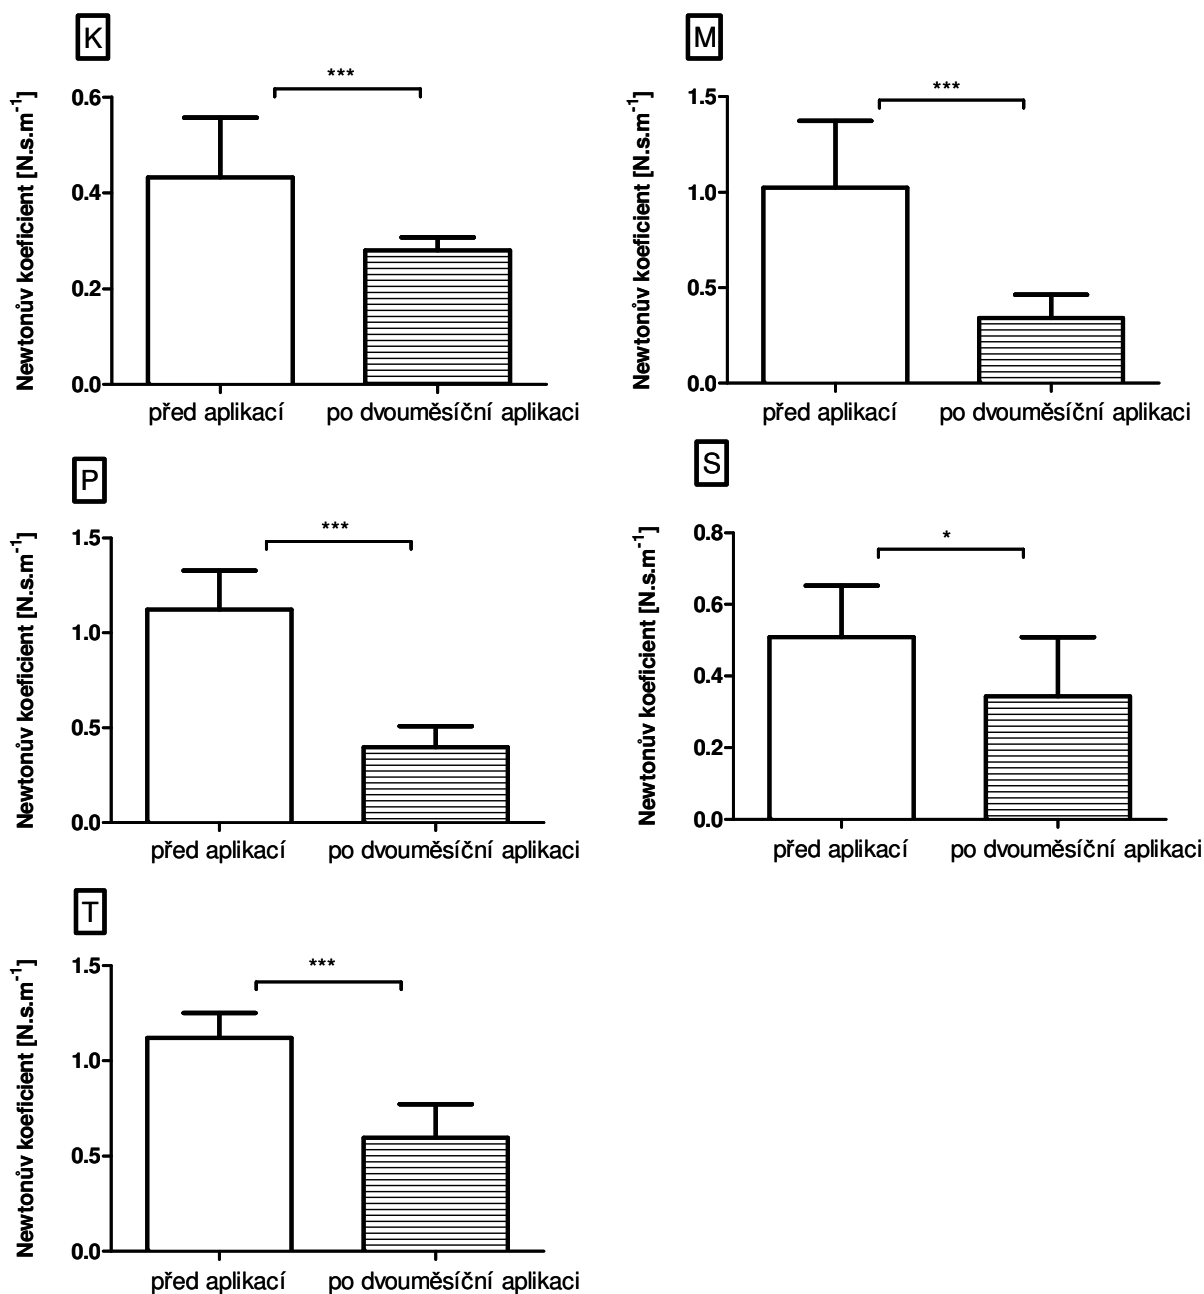 K
***
Newtonův koeficient [N.s.m⁻¹]
0.6
0.4
0.2
0.0
před aplikací
po dvouměsíční aplikaci
M
***
Newtonův koeficient [N.s.m⁻¹]
1.5
1.0
0.5
0.0
před aplikací
po dvouměsíční aplikaci
P
***
Newtonův koeficient [N.s.m⁻¹]
1.5
1.0
0.5
0.0
před aplikací
po dvouměsíční aplikaci
S
*
Newtonův koeficient [N.s.m⁻¹]
0.8
0.6
0.4
0.2
0.0
před aplikací
po dvouměsíční aplikaci
T
***
Newtonův koeficient [N.s.m⁻¹]
1.5
1.0
0.5
0.0
před aplikací
po dvouměsíční aplikaci